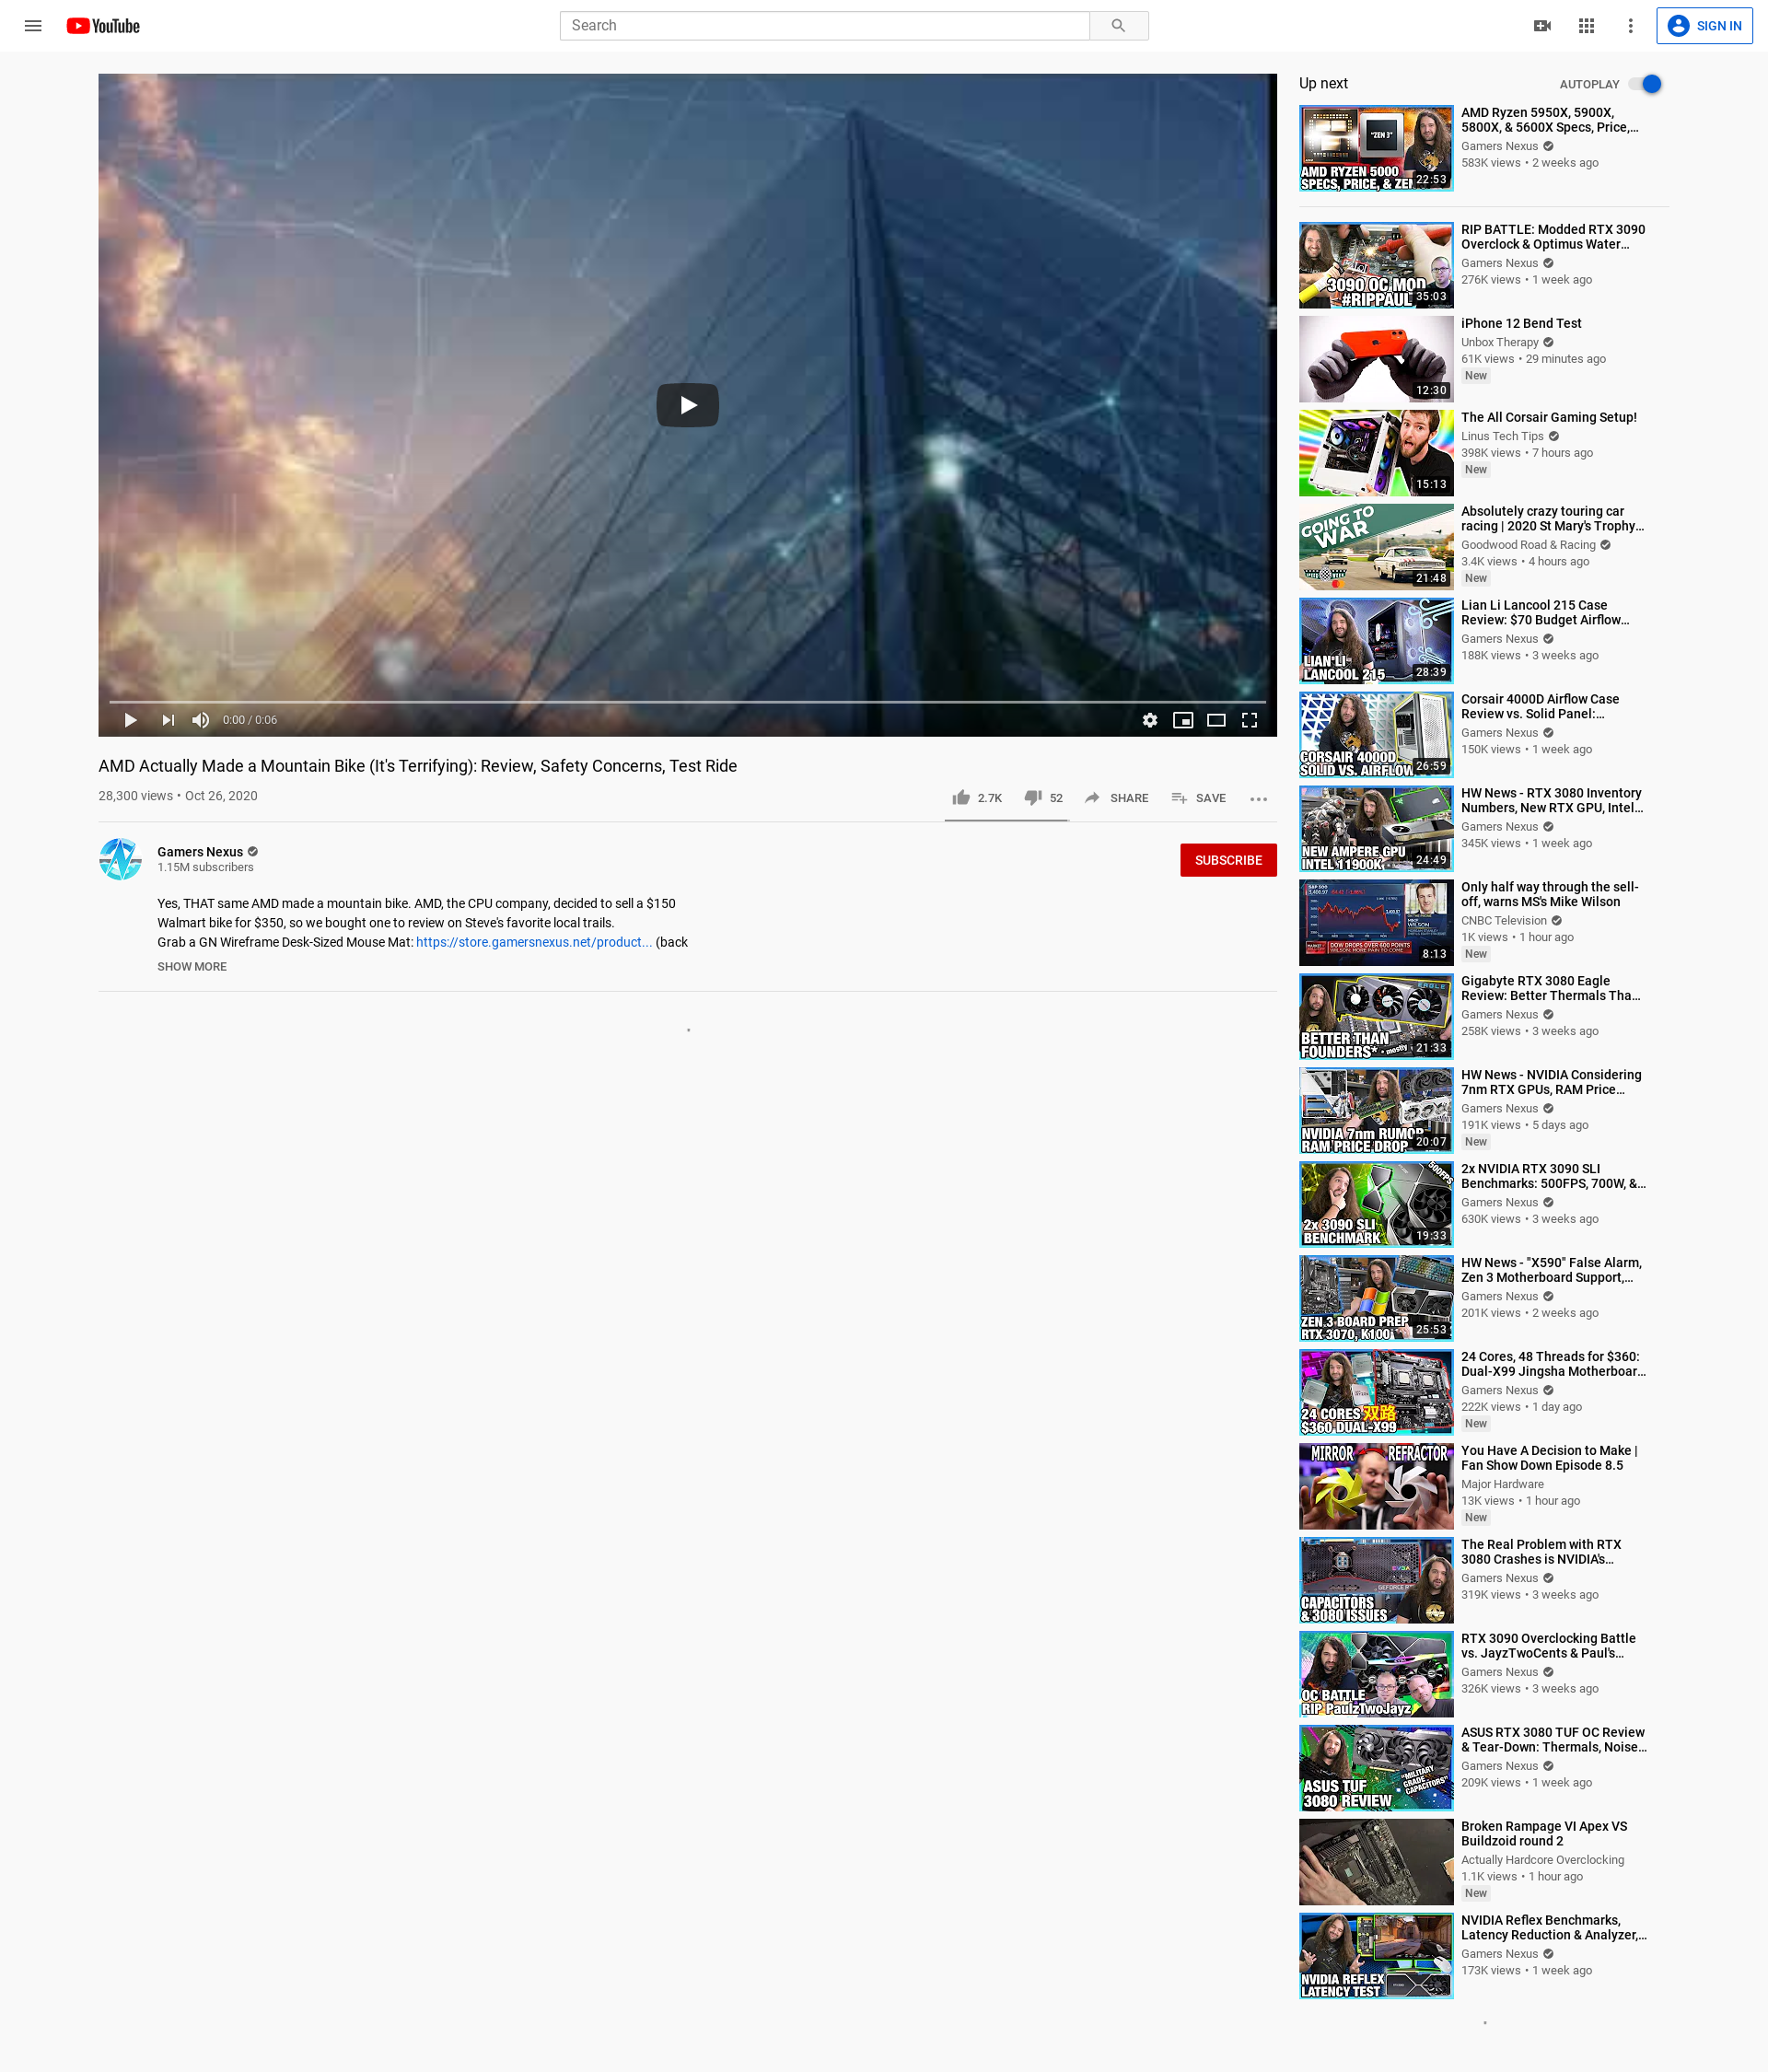 YouTube
Search
SIGN IN
0:00 / 0:06
AMD Actually Made a Mountain Bike (It's Terrifying): Review, Safety Concerns, Test Ride
28,300 views • Oct 26, 2020
2.7K
52
SHARE
SAVE
Gamers Nexus
1.15M subscribers
SUBSCRIBE
Yes, THAT same AMD made a mountain bike. AMD, the CPU company, decided to sell a $150
Walmart bike for $350, so we bought one to review on Steve's favorite local trails.
Grab a GN Wireframe Desk-Sized Mouse Mat: https://store.gamersnexus.net/product... (back
SHOW MORE
Up next
AUTOPLAY
"ZEN 3"
AMD RYZEN 5000
SPECS, PRICE, & ZEN
22:53
AMD Ryzen 5950X, 5900X,
5800X, & 5600X Specs, Price,...
Gamers Nexus
583K views • 2 weeks ago
3090 OC MOD
#RIPPAUL
35:03
RIP BATTLE: Modded RTX 3090
Overclock & Optimus Water...
Gamers Nexus
276K views • 1 week ago
12:30
iPhone 12 Bend Test
Unbox Therapy
61K views • 29 minutes ago
New
15:13
The All Corsair Gaming Setup!
Linus Tech Tips
398K views • 7 hours ago
New
GOING TO
WAR
21:48
Absolutely crazy touring car
racing | 2020 St Mary's Trophy...
Goodwood Road & Racing
3.4K views • 4 hours ago
New
LIAN LI
LANCOOL 215
28:39
Lian Li Lancool 215 Case
Review: $70 Budget Airflow...
Gamers Nexus
188K views • 3 weeks ago
CORSAIR 4000D
SOLID VS. AIRFLOW
26:59
Corsair 4000D Airflow Case
Review vs. Solid Panel:...
Gamers Nexus
150K views • 1 week ago
NEW AMPERE GPU
INTEL 11900K
24:49
HW News - RTX 3080 Inventory
Numbers, New RTX GPU, Intel...
Gamers Nexus
345K views • 1 week ago
WILSON
DOW DROPS OVER 600 POINTS
WILSON: MORE PAIN TO COME
8:13
Only half way through the sell-
off, warns MS's Mike Wilson
CNBC Television
1K views • 1 hour ago
New
EAGLE
BETTER THAN
FOUNDERS* * mostly
21:33
Gigabyte RTX 3080 Eagle
Review: Better Thermals Tha...
Gamers Nexus
258K views • 3 weeks ago
NVIDIA 7nm RUMOR
RAM PRICE DROP
20:07
HW News - NVIDIA Considering
7nm RTX GPUs, RAM Price...
Gamers Nexus
191K views • 5 days ago
New
500FPS
2x 3090 SLI
BENCHMARK
19:33
2x NVIDIA RTX 3090 SLI
Benchmarks: 500FPS, 700W, &...
Gamers Nexus
630K views • 3 weeks ago
ZEN 3 BOARD PREP
RTX 3070, K100
25:53
HW News - "X590" False Alarm,
Zen 3 Motherboard Support,...
Gamers Nexus
201K views • 2 weeks ago
24 CORES 双路
$360 DUAL-X99
24 Cores, 48 Threads for $360:
Dual-X99 Jingsha Motherboar...
Gamers Nexus
222K views • 1 day ago
New
MIRROR REFRACTOR
You Have A Decision to Make |
Fan Show Down Episode 8.5
Major Hardware
13K views • 1 hour ago
New
EVGA
CAPACITORS
& 3080 ISSUES
The Real Problem with RTX
3080 Crashes is NVIDIA's...
Gamers Nexus
319K views • 3 weeks ago
OC BATTLE
RIP PaulzTwoJayz
RTX 3090 Overclocking Battle
vs. JayzTwoCents & Paul's...
Gamers Nexus
326K views • 3 weeks ago
"MILITARY
GRADE
CAPACITORS"
ASUS TUF
3080 REVIEW
ASUS RTX 3080 TUF OC Review
& Tear-Down: Thermals, Noise...
Gamers Nexus
209K views • 1 week ago
Broken Rampage VI Apex VS
Buildzoid round 2
Actually Hardcore Overclocking
1.1K views • 1 hour ago
New
NVIDIA REFLEX
LATENCY TEST
NVIDIA Reflex Benchmarks,
Latency Reduction & Analyzer,...
Gamers Nexus
173K views • 1 week ago